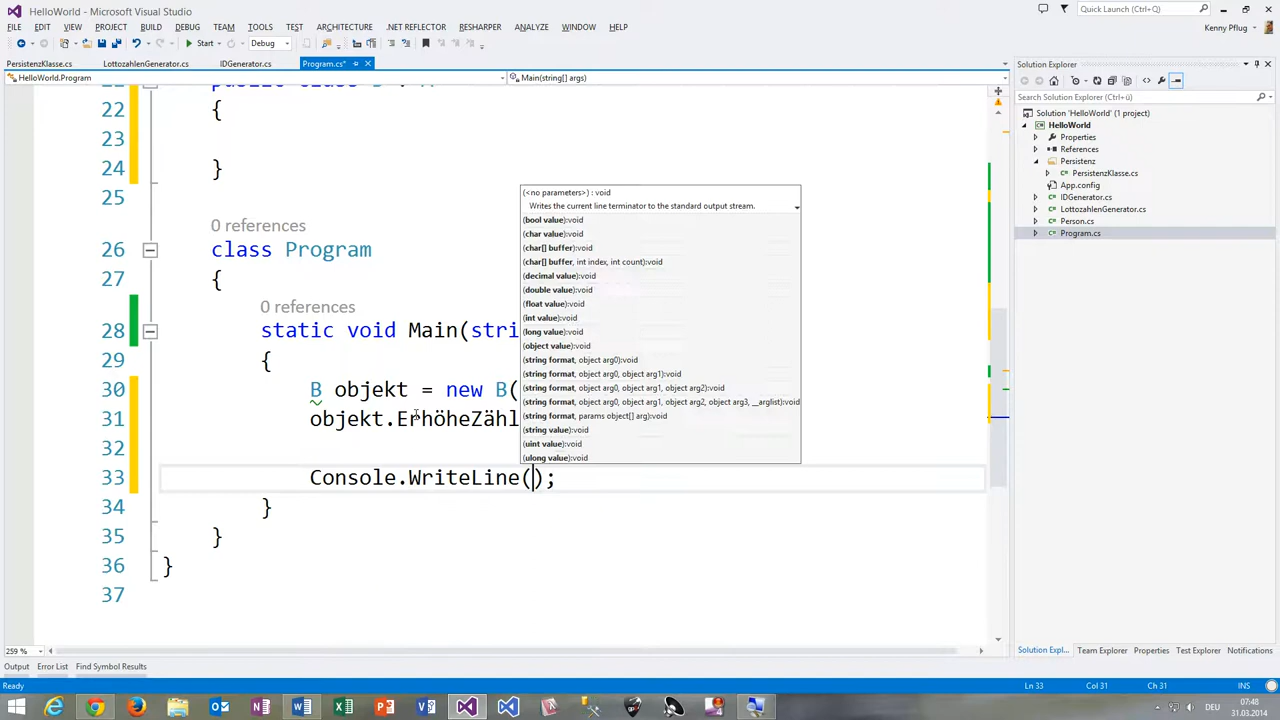 HelloWorld - Microsoft Visual Studio
Quick Launch (Ctrl+Q)
FILE EDIT VIEW PROJECT BUILD DEBUG TEAM TOOLS TEST ARCHITECTURE .NET REFLECTOR RESHARPER ANALYZE WINDOW HELP
Kenny Pflug
Start Debug
PersistenzKlasse.cs LottozahlenGenerator.cs IDGenerator.cs Program.cs*
HelloWorld.Program Main(string[] args)
22 {
23
24 }
25
0 references
26 class Program
27 {
0 references
28 static void Main(stri
29 {
30 B objekt = new B(
31 objekt.ErhöheZähl
32
33 Console.WriteLine();
34 }
35 }
36 }
37
(<no parameters>) : void
Writes the current line terminator to the standard output stream.
(bool value):void
(char value):void
(char[] buffer):void
(char[] buffer, int index, int count):void
(decimal value):void
(double value):void
(float value):void
(int value):void
(long value):void
(object value):void
(string format, object arg0):void
(string format, object arg0, object arg1):void
(string format, object arg0, object arg1, object arg2):void
(string format, object arg0, object arg1, object arg2, object arg3, __arglist):void
(string format, params object[] arg):void
(string value):void
(uint value):void
(ulong value):void
Solution Explorer
Search Solution Explorer (Ctrl+ü)
Solution 'HelloWorld' (1 project)
HelloWorld
Properties
References
Persistenz
PersistenzKlasse.cs
App.config
IDGenerator.cs
LottozahlenGenerator.cs
Person.cs
Program.cs
259 %
Solution Expl... Team Explorer Properties Test Explorer Notifications
Output Error List Find Symbol Results
Ready Ln 33 Col 31 Ch 31 INS
DEU 07:48
31.03.2014